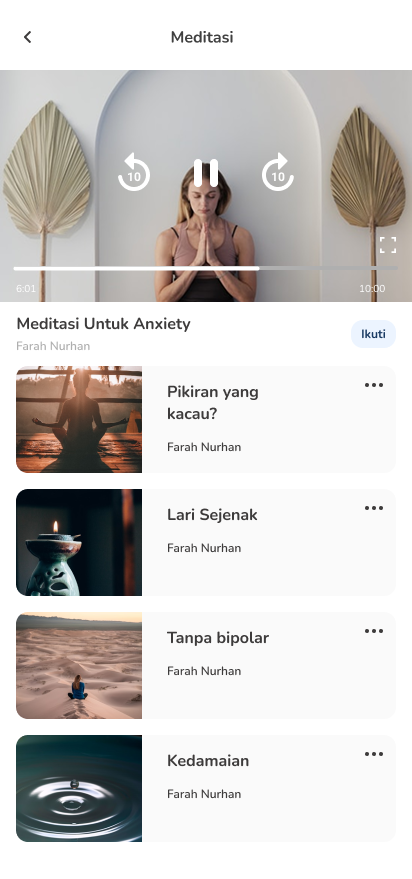 Meditasi
10
10
6:01
10:00
Meditasi Untuk Anxiety
Farah Nurhan
Ikuti
Pikiran yang
kacau?
Farah Nurhan
Lari Sejenak
Farah Nurhan
Tanpa bipolar
Farah Nurhan
Kedamaian
Farah Nurhan